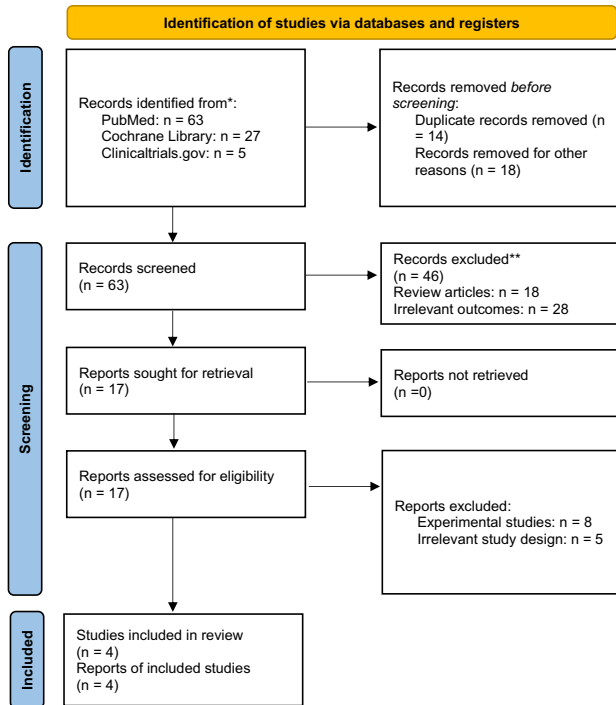 Identification of studies via databases and registers
Identification
Records identified from*:
PubMed: n = 63
Cochrane Library: n = 27
Clinicaltrials.gov: n = 5
Records removed before
screening:
Duplicate records removed (n
= 14)
Records removed for other
reasons (n = 18)
Screening
Records screened
(n = 63)
Records excluded**
(n = 46)
Review articles: n = 18
Irrelevant outcomes: n = 28
Reports sought for retrieval
(n = 17)
Reports not retrieved
(n =0)
Reports assessed for eligibility
(n = 17)
Reports excluded:
Experimental studies: n = 8
Irrelevant study design: n = 5
Included
Studies included in review
(n = 4)
Reports of included studies
(n = 4)